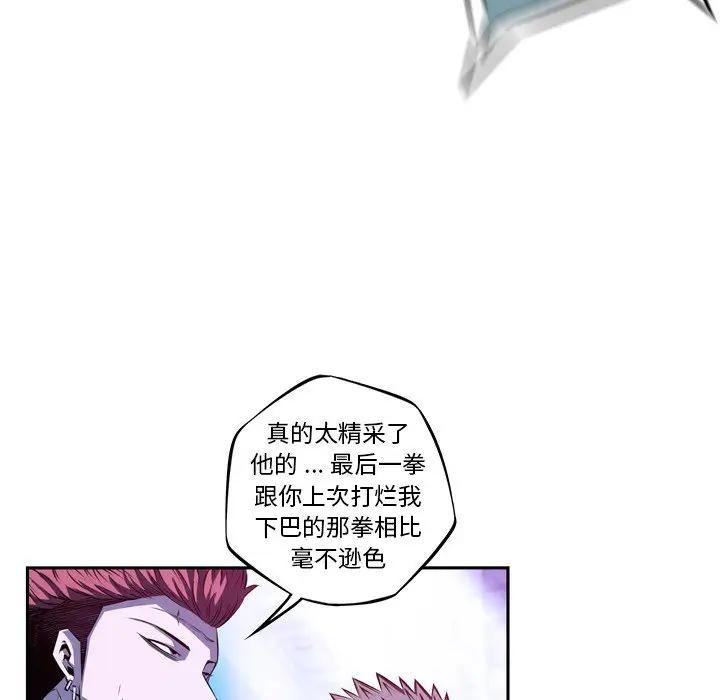 真的太精采了
他的 ... 最后一拳
跟你上次打烂我
下巴的那拳相比
毫不逊色